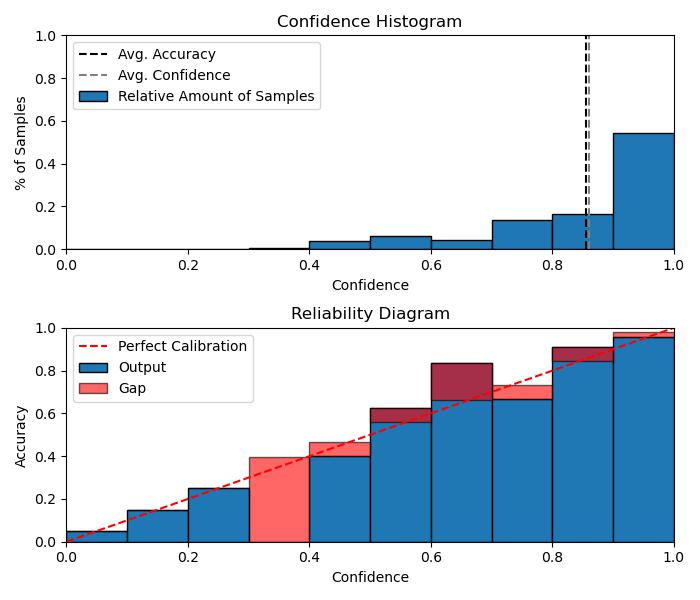 Confidence Histogram
1.0
0.8
0.6
0.4
0.2
0.0
% of Samples
Avg. Accuracy
Avg. Confidence
Relative Amount of Samples
0.0 0.2 0.4 0.6 0.8 1.0
Confidence
Reliability Diagram
1.0
0.8
0.6
0.4
0.2
0.0
Accuracy
Perfect Calibration
Output
Gap
0.0 0.2 0.4 0.6 0.8 1.0
Confidence